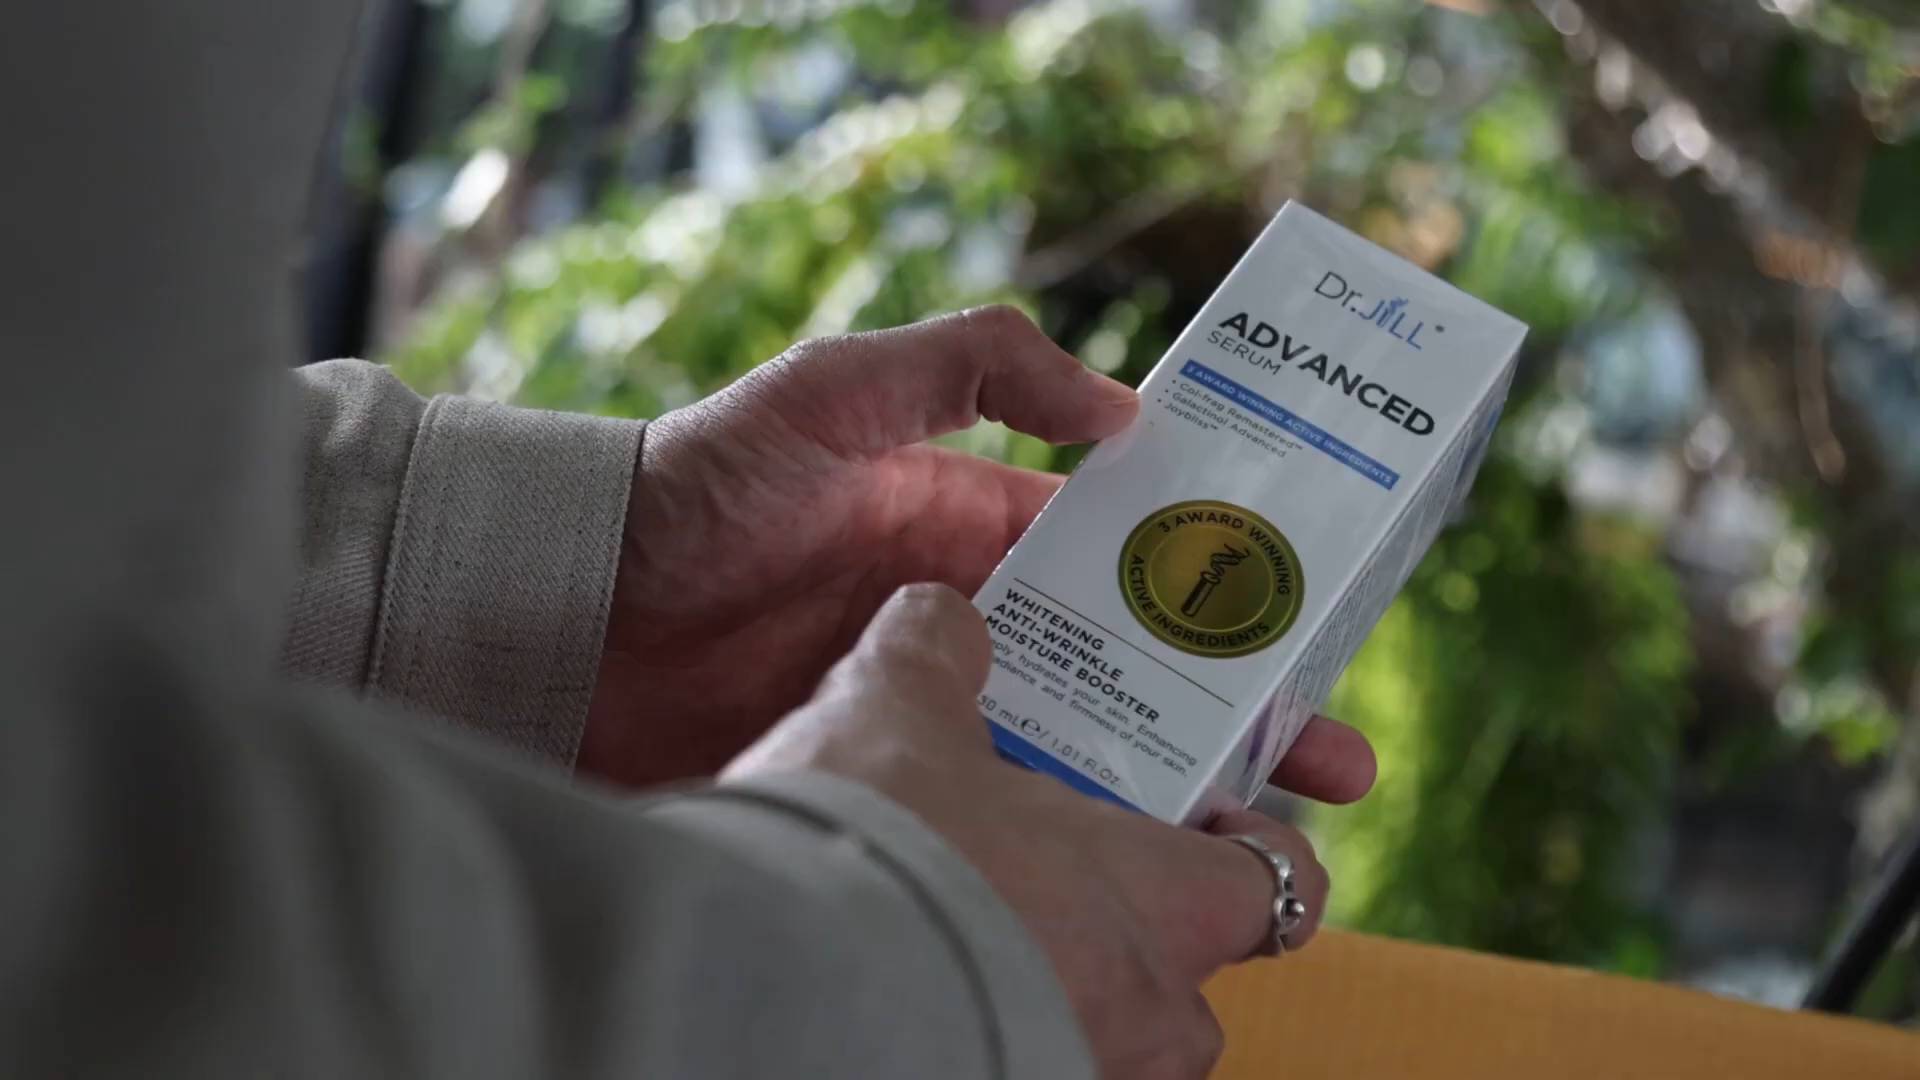 Dr.JiLL
ADVANCED
SERUM
3 AWARD WINNING ACTIVE INGREDIENTS
• Col-frag Remastered™
• Galactinol Advanced
• Joybliss™
3 AWARD WINNING
ACTIVE INGREDIENTS
WHITENING
ANTI-WRINKLE
MOISTURE BOOSTER
hydrates your skin. Enhancing
and firmness of your skin.
30 mL ℮ / 1.01 Fl.Oz.